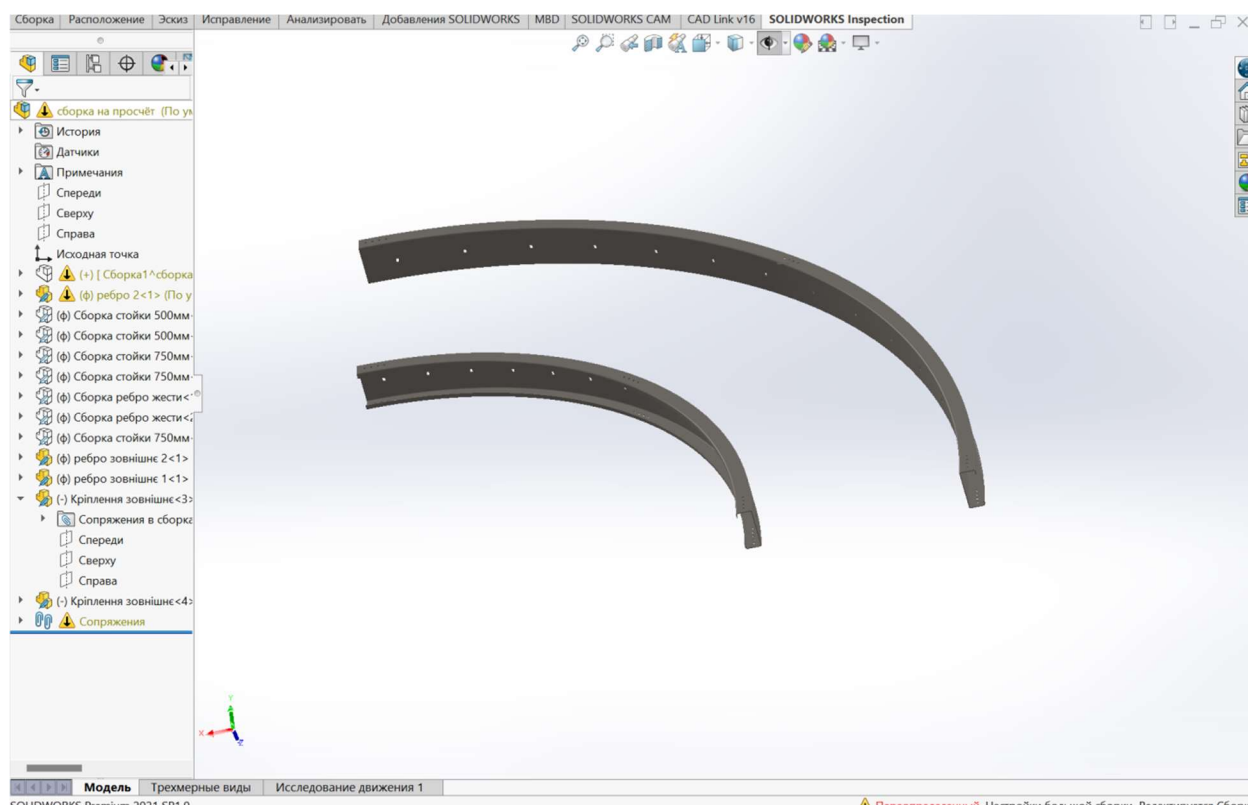 Сборка Расположение Эскиз Исправление Анализировать Добавления SOLIDWORKS MBD SOLIDWORKS CAM CAD Link v16 SOLIDWORKS Inspection
сборка на просчёт (По ум
История
Датчики
Примечания
Спереди
Сверху
Справа
Исходная точка
(+) [ Сборка1^сборка
(ф) ребро 2<1> (По у
(ф) Сборка стойки 500мм
(ф) Сборка стойки 500мм
(ф) Сборка стойки 750мм
(ф) Сборка стойки 750мм
(ф) Сборка ребро жести<
(ф) Сборка ребро жести<
(ф) Сборка стойки 750мм
(ф) ребро зовнішнє 2<1>
(ф) ребро зовнішнє 1<1>
(-) Кріплення зовнішнє<3>
Сопряжения в сборка
Спереди
Сверху
Справа
(-) Кріплення зовнішнє<4>
Сопряжения
Y
X
Z
Модель Трехмерные виды Исследование движения 1
SOLIDWORKS Premium 2021 SP1.0 Настройки большой сборки Редактируется Сборк